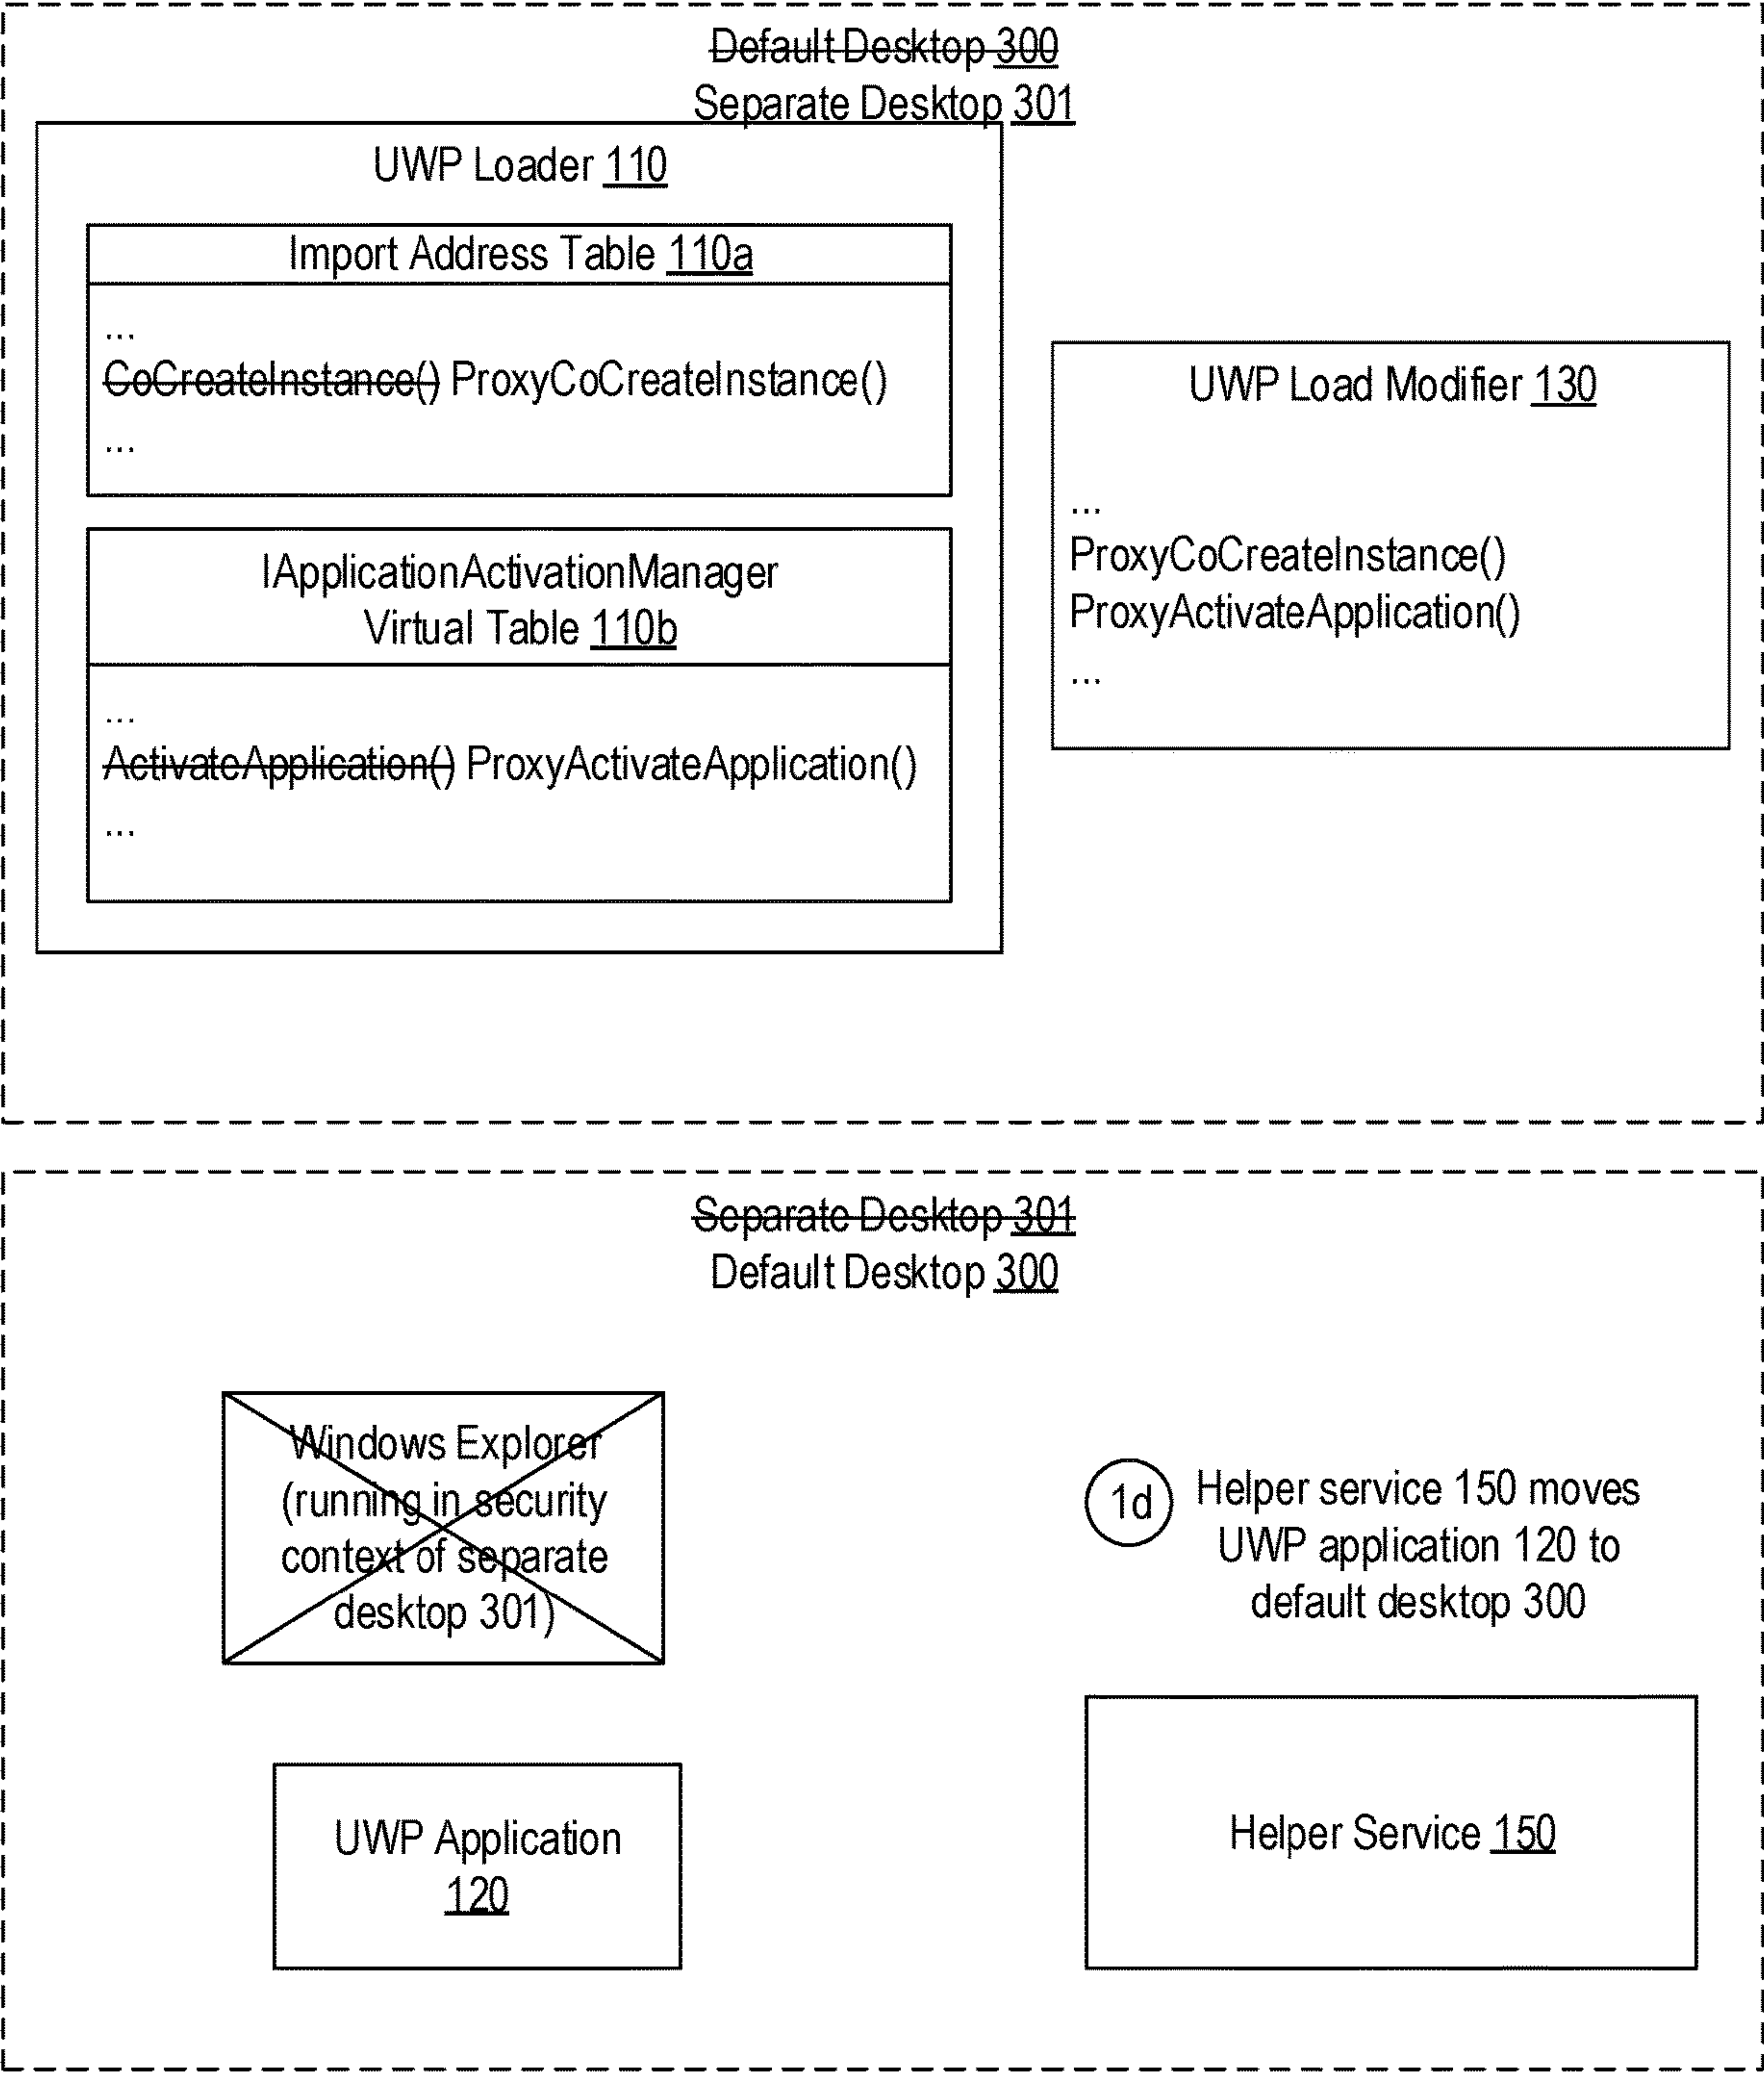 Default Desktop 300
Separate Desktop 301
UWP Loader 110
Import Address Table 110a
...
CoCreateInstance() ProxyCoCreateInstance()
...
IApplicationActivationManager
Virtual Table 110b
...
ActivateApplication() ProxyActivateApplication()
...
UWP Load Modifier 130
...
ProxyCoCreateInstance()
ProxyActivateApplication()
...
Separate Desktop 301
Default Desktop 300
Windows Explorer
(running in security
context of separate
desktop 301)
1d
Helper service 150 moves
UWP application 120 to
default desktop 300
UWP Application
120
Helper Service 150